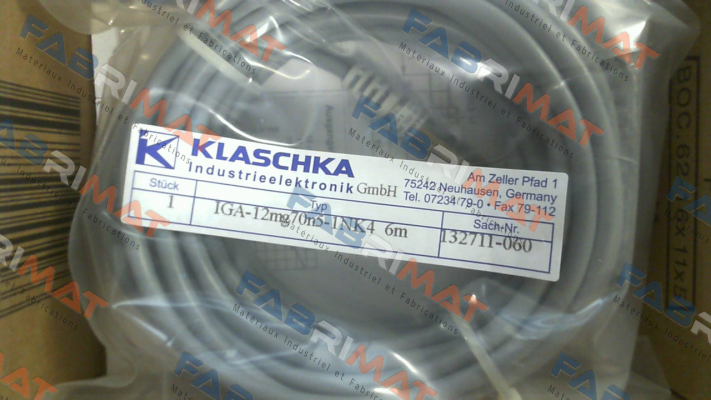 KLASCHKA
Industrieelektronik GmbH
Am Zeller Pfad 1
75242 Neuhausen, Germany
Tel. 07234/79-0 • Fax 79-112
Stück
Typ
Sach-Nr.
1
IGA-12mg70n5-1NK4 6m
132711-060
FABRIMAT
Materiaux Industriel et Fabrications